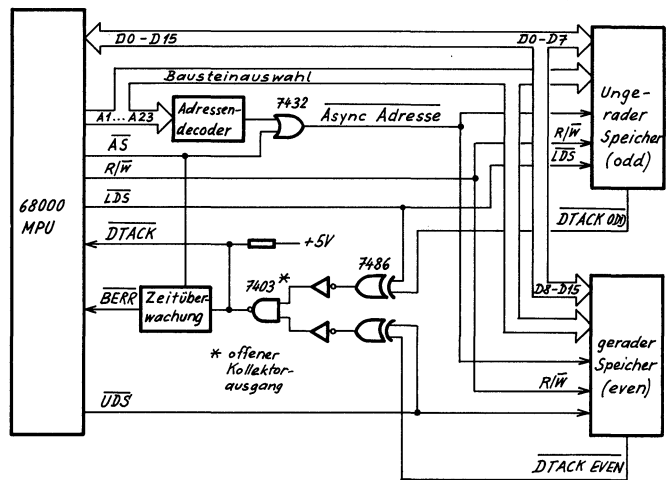 D0-D15
D0-D7
Bausteinauswahl
A1...A23
Adressen-
decoder
7432
Async Adresse
Unge-
rader
Speicher
(odd)
AS
R/W
R/W
LDS
LDS
68000
MPU
DTACK
+5V
DTACK ODD
7486
7403*
BERR
Zeitüber-
wachung
D8-D15
* offener
Kollektor-
ausgang
gerader
Speicher
(even)
R/W
UDS
DTACK EVEN